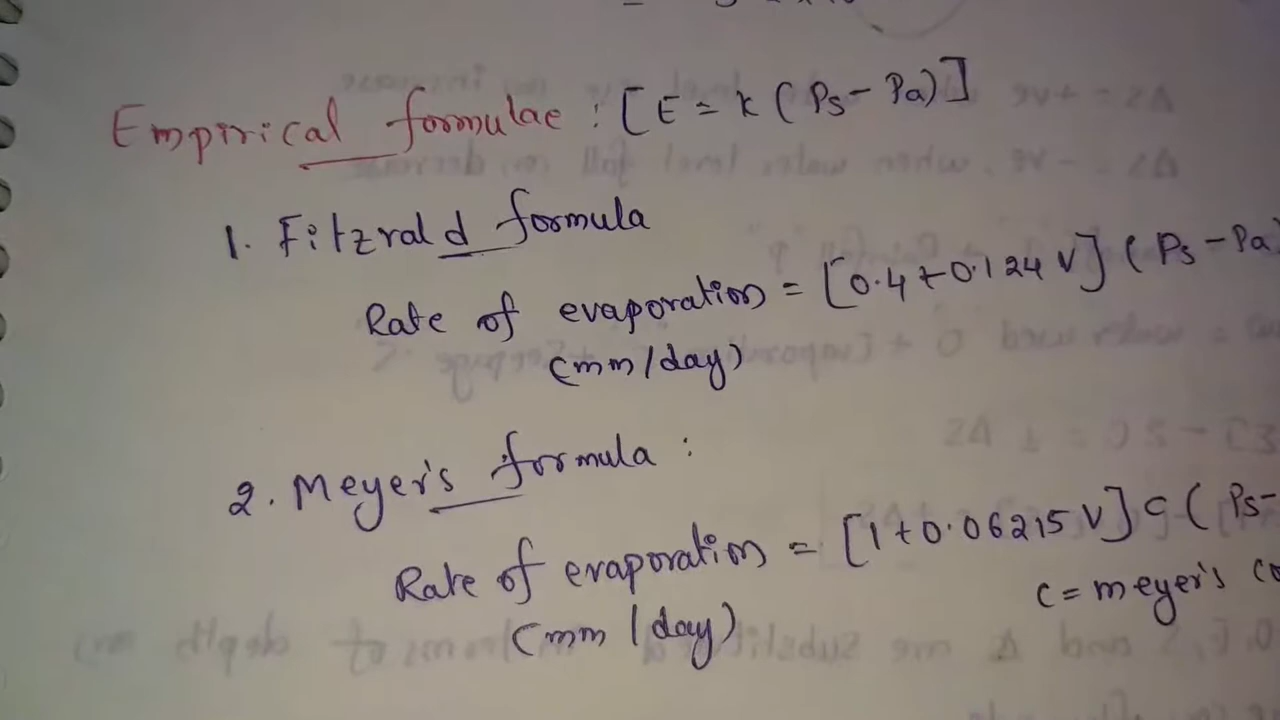 Empirical formulae : [E = k (Ps - Pa)]
1. Fitzrald formula
Rate of evaporation = [0.4 + 0.124 V] (Ps - Pa)
(mm/day)
2. Meyer's formula :
Rate of evaporation = [1 + 0.06215 V] C (Ps -
C = meyer's
(mm/day)